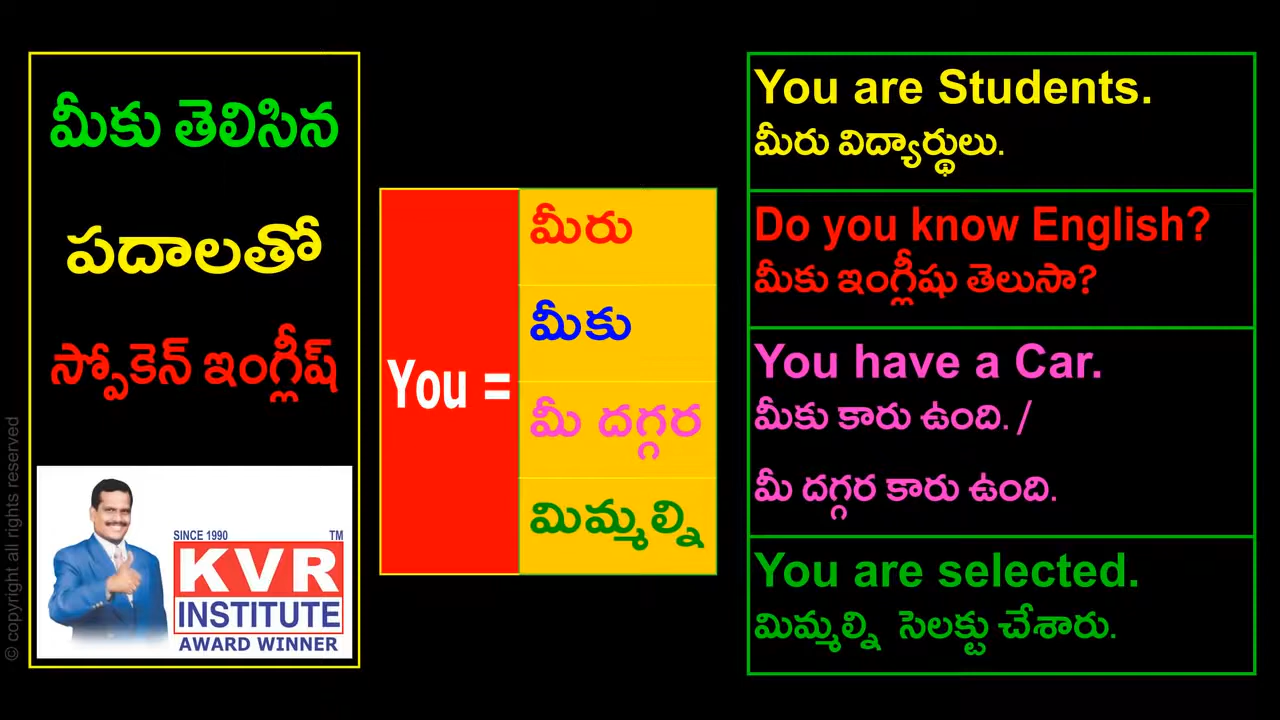 మీకు తెలిసిన
పదాలతో
స్పోకెన్ ఇంగ్లీష్
SINCE 1990 TM
KVR
INSTITUTE
AWARD WINNER
© copyright all rights reserved
You =
మీరు
మీకు
మీ దగ్గర
మిమ్మల్ని
You are Students.
మీరు విద్యార్థులు.
Do you know English?
మీకు ఇంగ్లీషు తెలుసా?
You have a Car.
మీకు కారు ఉంది. /
మీ దగ్గర కారు ఉంది.
You are selected.
మిమ్మల్ని సెలక్టు చేశారు.